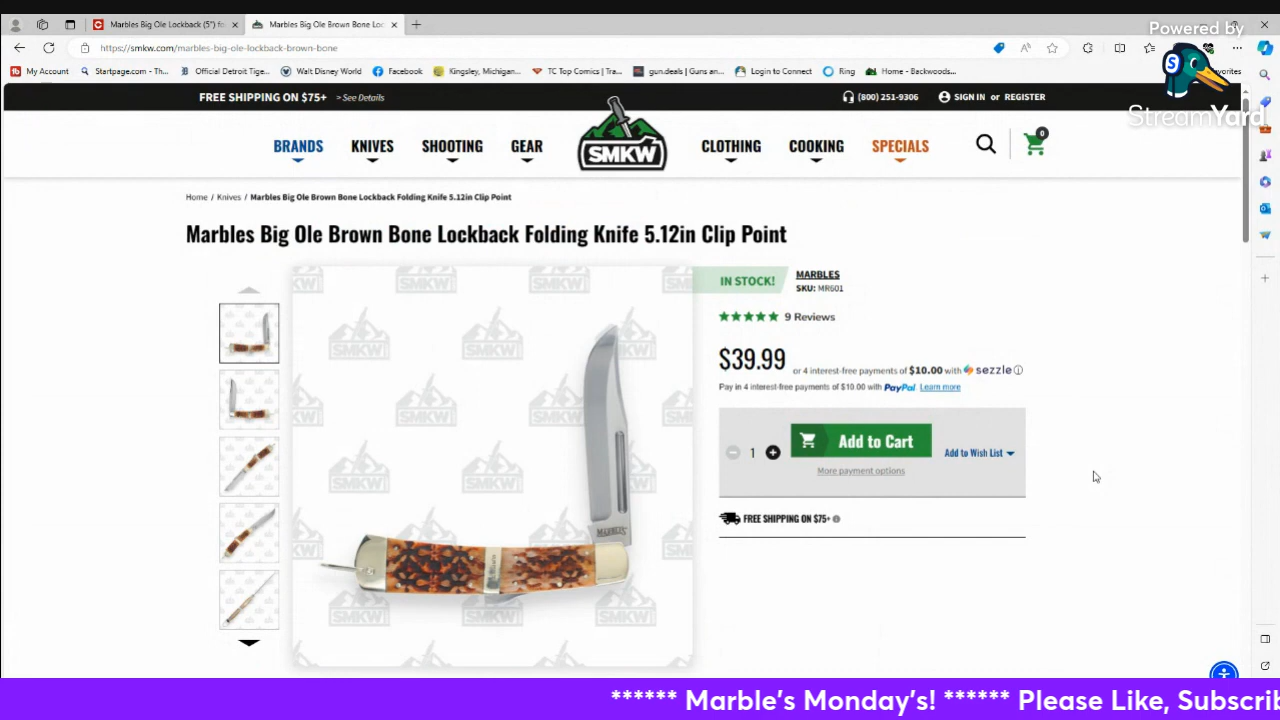 Marbles Big Ole Lockback (5") fo
Marbles Big Ole Brown Bone Loc
Powered by
StreamYard
https://smkw.com/marbles-big-ole-lockback-brown-bone
My Account
Startpage.com - Th...
Official Detroit Tige...
Walt Disney World
Facebook
Kingsley, Michigan...
TC Top Comics | Tra...
gun.deals | Guns an...
Login to Connect
Ring
Home - Backwoods...
FREE SHIPPING ON $75+ > See Details
(800) 251-9306
SIGN IN or REGISTER
BRANDS
KNIVES
SHOOTING
GEAR
SMKW
CLOTHING
COOKING
SPECIALS
0
Home / Knives / Marbles Big Ole Brown Bone Lockback Folding Knife 5.12in Clip Point
Marbles Big Ole Brown Bone Lockback Folding Knife 5.12in Clip Point
IN STOCK!
MARBLES
SKU: MR601
9 Reviews
$39.99 or 4 interest-free payments of $10.00 with sezzle
Pay in 4 interest-free payments of $10.00 with PayPal Learn more
1
Add to Cart
Add to Wish List
More payment options
FREE SHIPPING ON $75+
MARBLES
****** Marble's Monday's! ****** Please Like, Subscrib